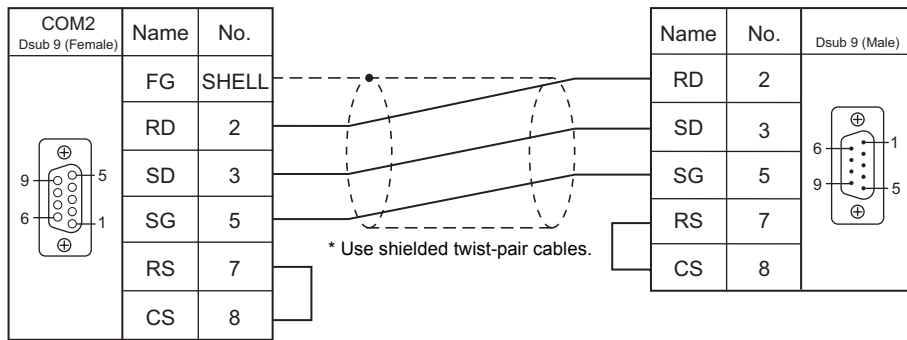 COM2
Dsub 9 (Female)
Name No.
FG SHELL
RD 2
SD 3
SG 5
RS 7
CS 8
9 5
6 1
* Use shielded twist-pair cables.
Name No.
Dsub 9 (Male)
RD 2
SD 3
SG 5
RS 7
CS 8
6 1
9 5